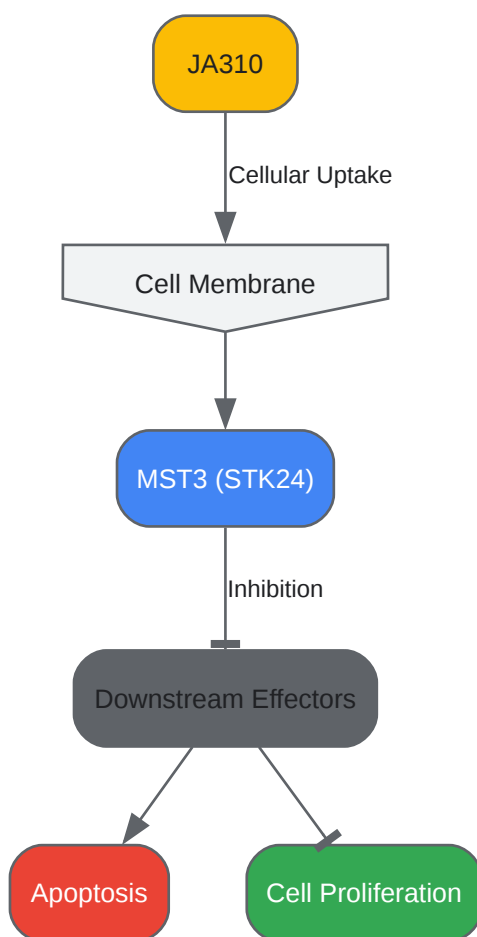 JA310
Cellular Uptake
Cell Membrane
MST3 (STK24)
Inhibition
Downstream Effectors
Apoptosis
Cell Proliferation